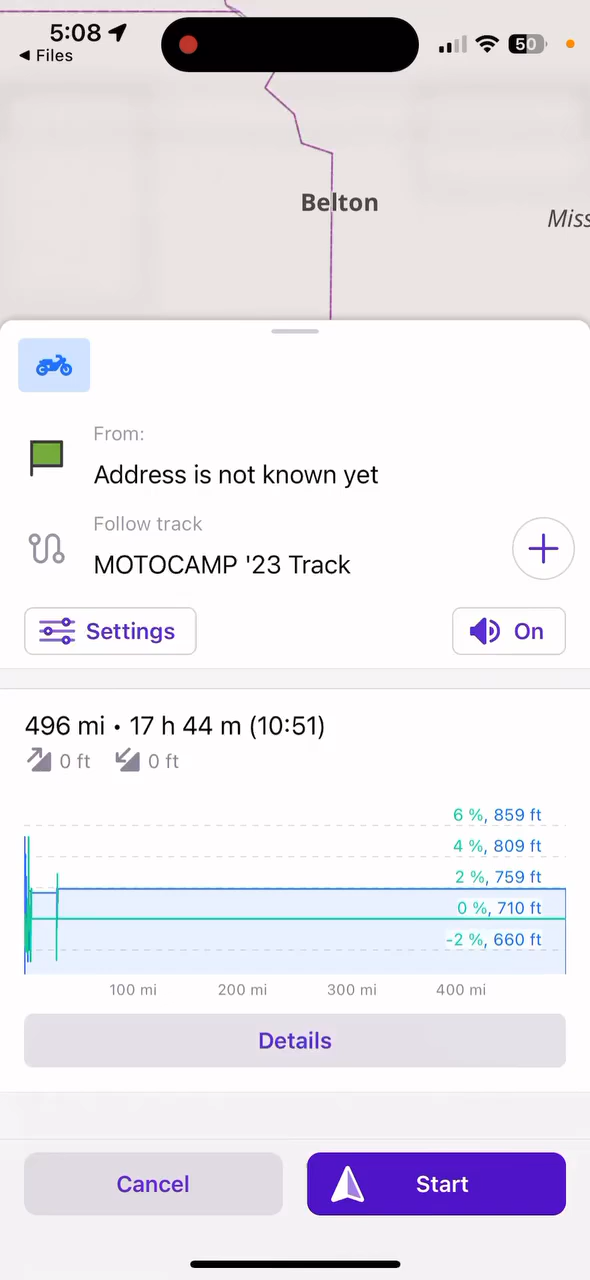 5:08
50
◄ Files
Belton
Miss
From:
Address is not known yet
Follow track
MOTOCAMP '23 Track
Settings
On
496 mi • 17 h 44 m (10:51)
0 ft 0 ft
6 %, 859 ft
4 %, 809 ft
2 %, 759 ft
0 %, 710 ft
-2 %, 660 ft
100 mi 200 mi 300 mi 400 mi
Details
Cancel
Start